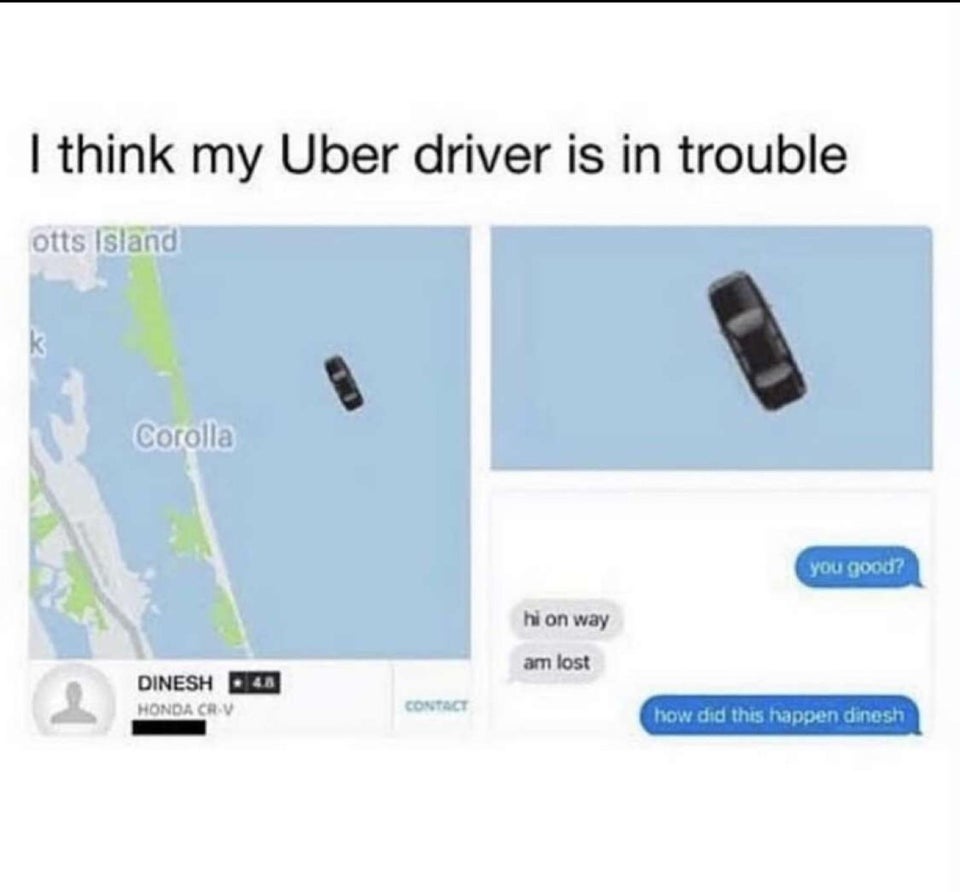 I think my Uber driver is in trouble
otts Island
k
Corolla
DINESH ★ 4.8
HONDA CR-V
CONTACT
you good?
hi on way
am lost
how did this happen dinesh